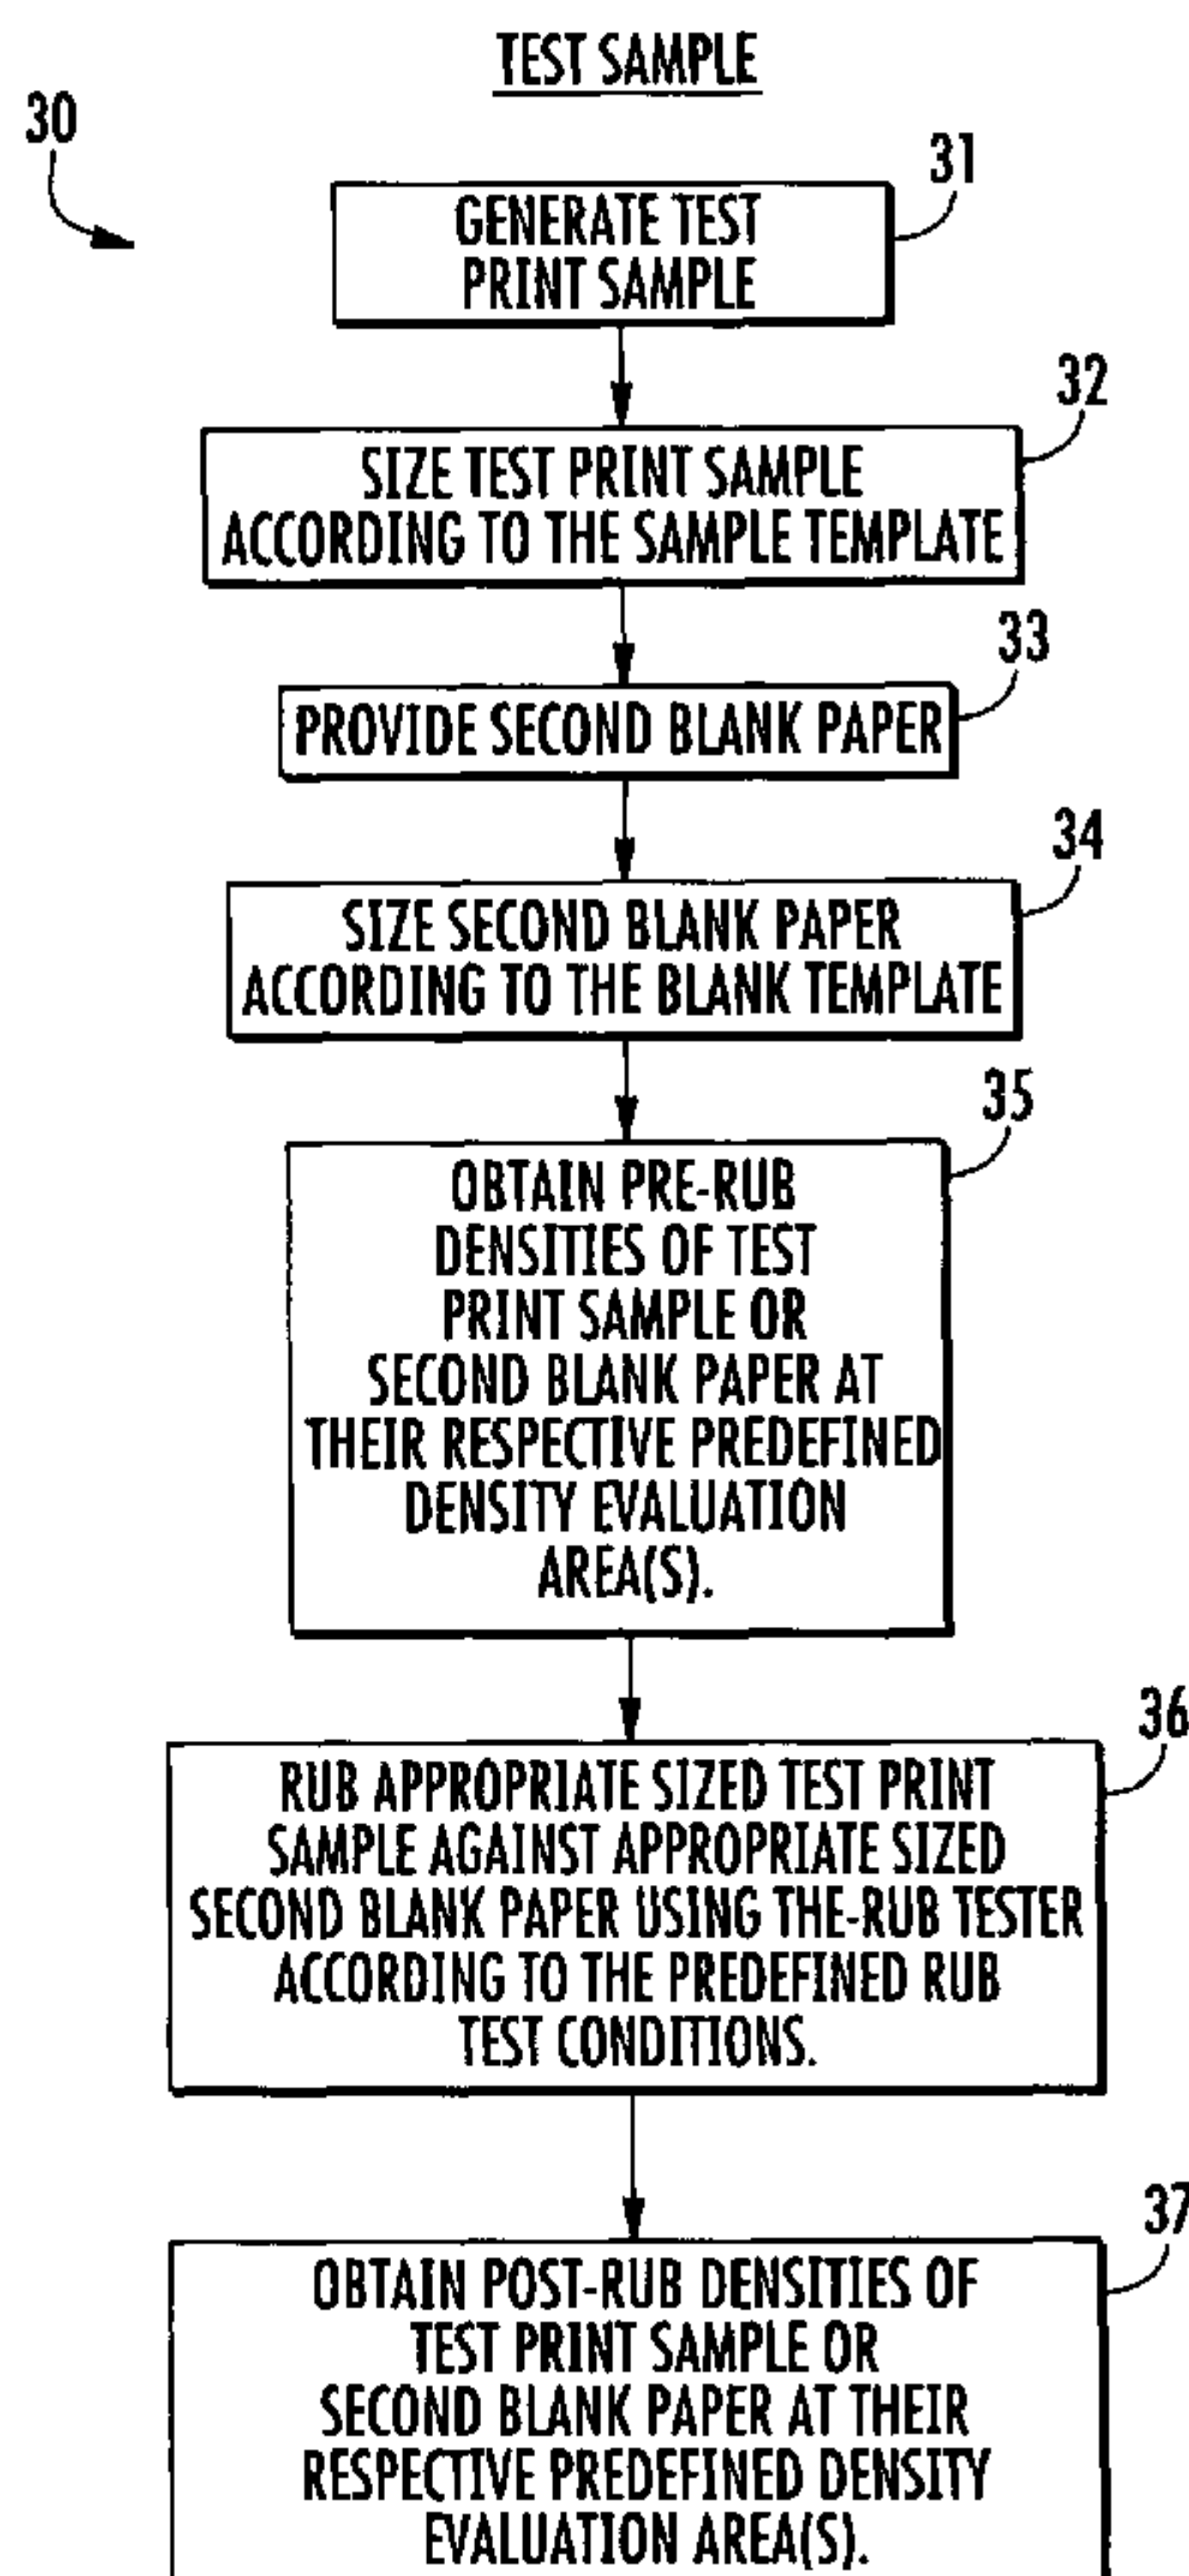 TEST SAMPLE
30
31
GENERATE TEST
PRINT SAMPLE
32
SIZE TEST PRINT SAMPLE
ACCORDING TO THE SAMPLE TEMPLATE
33
PROVIDE SECOND BLANK PAPER
34
SIZE SECOND BLANK PAPER
ACCORDING TO THE BLANK TEMPLATE
35
OBTAIN PRE-RUB
DENSITIES OF TEST
PRINT SAMPLE OR
SECOND BLANK PAPER AT
THEIR RESPECTIVE PREDEFINED
DENSITY EVALUATION
AREA(S).
36
RUB APPROPRIATE SIZED TEST PRINT
SAMPLE AGAINST APPROPRIATE SIZED
SECOND BLANK PAPER USING THE-RUB TESTER
ACCORDING TO THE PREDEFINED RUB
TEST CONDITIONS.
37
OBTAIN POST-RUB DENSITIES OF
TEST PRINT SAMPLE OR
SECOND BLANK PAPER AT THEIR
RESPECTIVE PREDEFINED DENSITY
EVALUATION AREA(S).